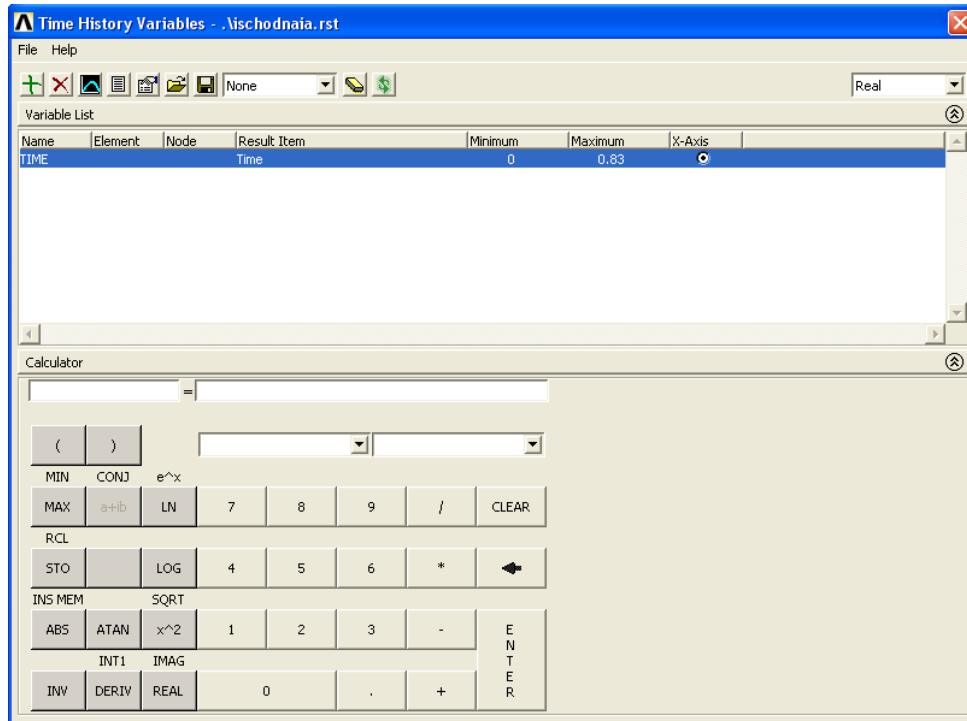 Time History Variables - .\ischodnaia.rst
File Help
None Real
Variable List
Name Element Node Result Item Minimum Maximum X-Axis
TIME Time 0 0.83
Calculator
=
( )
MIN CONJ e^x
MAX a+ib LN 7 8 9 / CLEAR
RCL
STO LOG 4 5 6 *
INS MEM SQRT
ABS ATAN x^2 1 2 3 - ENTER
INT1 IMAG
INV DERIV REAL 0 . +